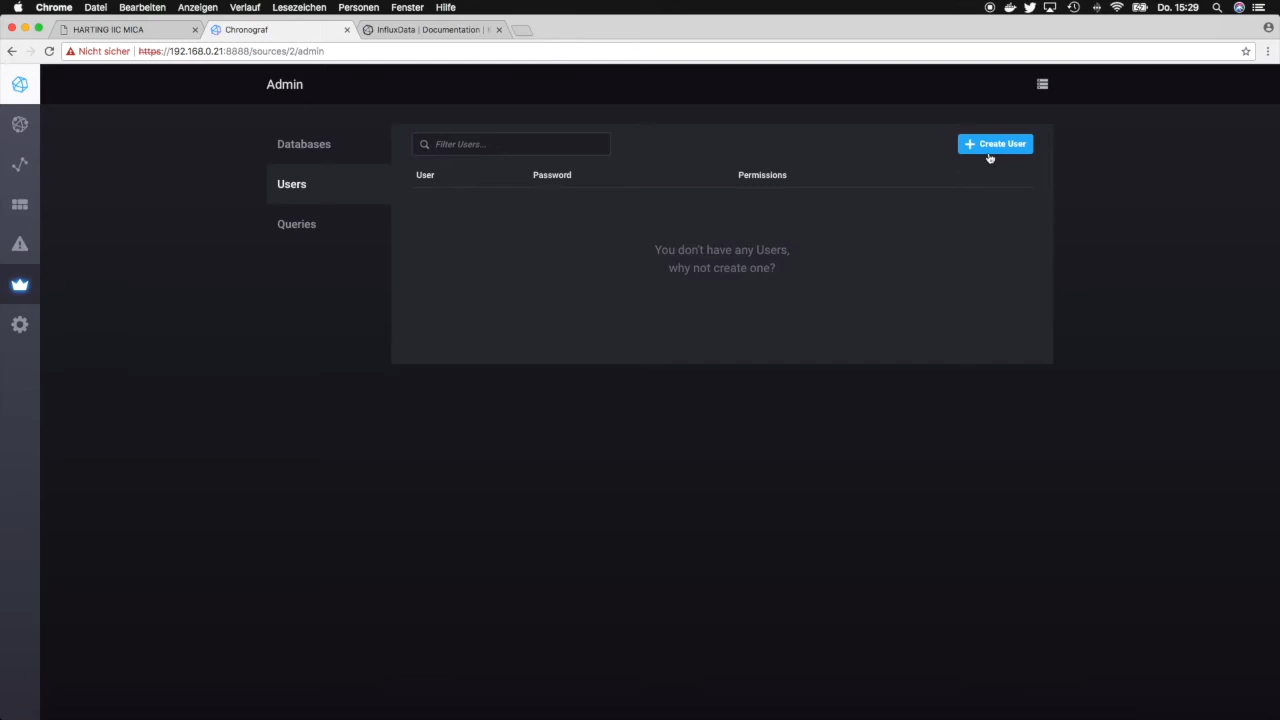 Chrome Datei Bearbeiten Anzeigen Verlauf Lesezeichen Personen Fenster Hilfe Do. 15:29
HARTING IIC MICA Chronograf InfluxData | Documentation |
Nicht sicher https://192.168.0.21:8888/sources/2/admin
Admin
Databases
Users
Queries
Filter Users...
+ Create User
User Password Permissions
You don't have any Users,
why not create one?